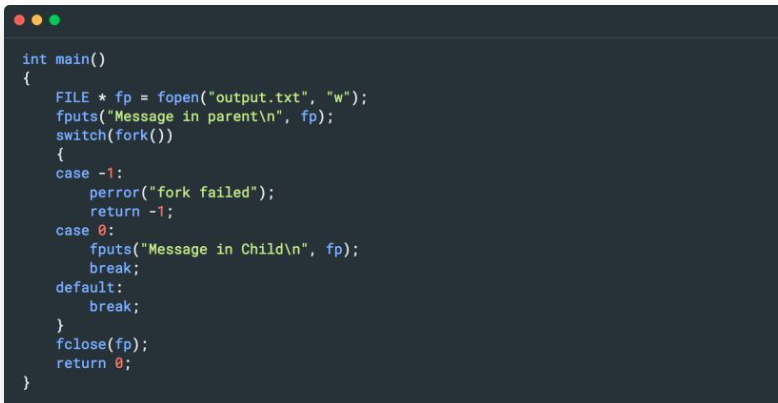 int main()
{
    FILE * fp = fopen("output.txt", "w");
    fputs("Message in parent\n", fp);
    switch(fork())
    {
    case -1:
        perror("fork failed");
        return -1;
    case 0:
        fputs("Message in Child\n", fp);
        break;
    default:
        break;
    }
    fclose(fp);
    return 0;
}